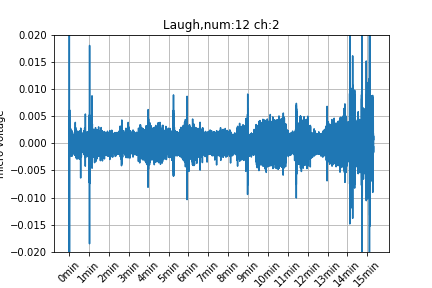 Laugh,num:12 ch:2
0.020
0.015
0.010
0.005
0.000
−0.005
−0.010
−0.015
−0.020
micro voltage
0min
1min
2min
3min
4min
5min
6min
7min
8min
9min
10min
11min
12min
13min
14min
15min